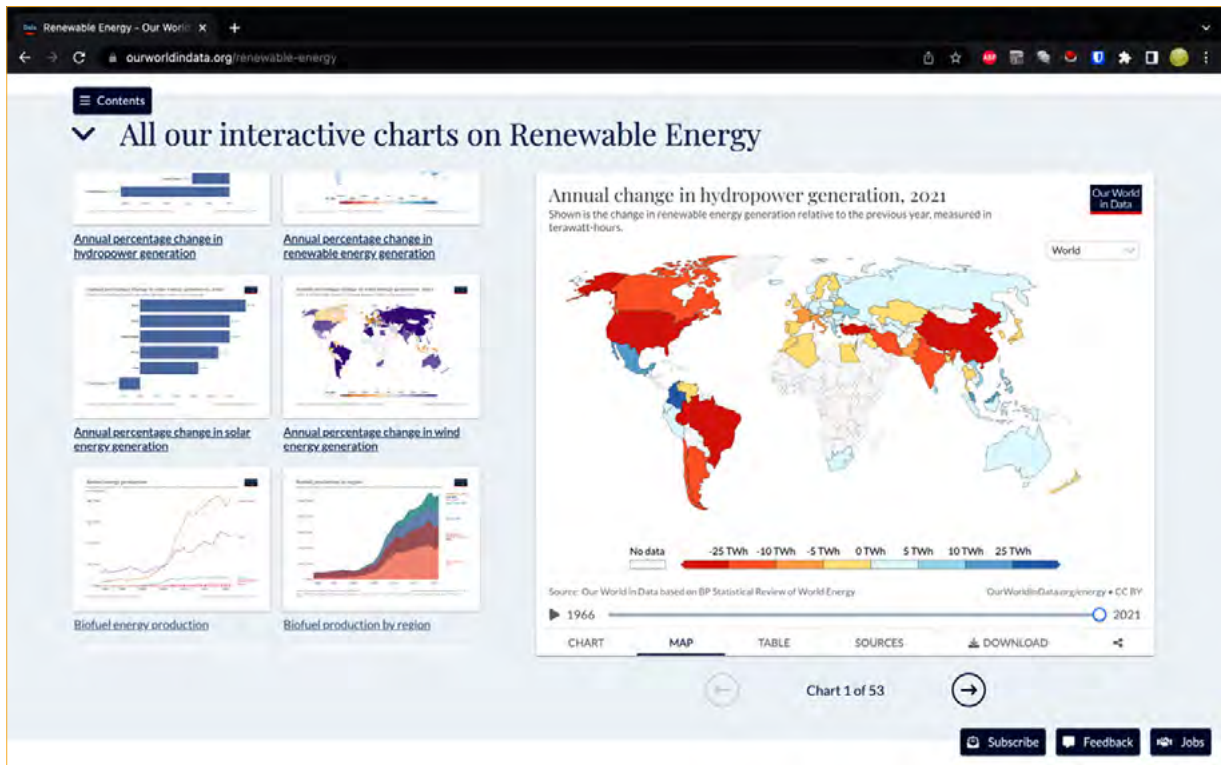 Renewable Energy - Our World
ourworldindata.org/renewable-energy
Contents
All our interactive charts on Renewable Energy
Annual percentage change in
hydropower generation
Annual percentage change in
renewable energy generation
Annual percentage change in solar
energy generation
Annual percentage change in wind
energy generation
Biofuel energy production
Biofuel production by region
Annual change in hydropower generation, 2021
Shown is the change in renewable energy generation relative to the previous year, measured in
terawatt-hours.
Our World
in Data
World
No data -25 TWh -10 TWh -5 TWh 0 TWh 5 TWh 10 TWh 25 TWh
Source: Our World in Data based on BP Statistical Review of World Energy
OurWorldInData.org/energy • CC BY
1966
2021
CHART MAP TABLE SOURCES DOWNLOAD
Chart 1 of 53
Subscribe Feedback Jobs